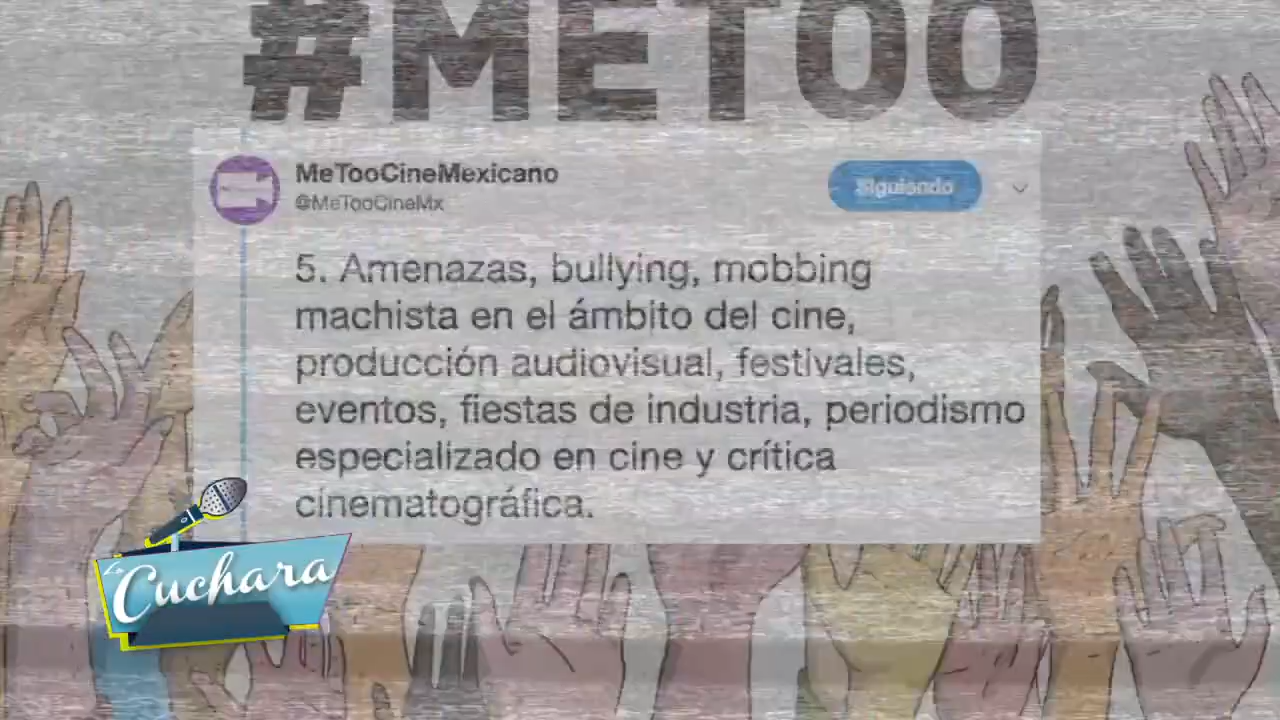 #METOO
MeTooCineMexicano
@MeTooCineMx
Siguiendo
5. Amenazas, bullying, mobbing
machista en el ámbito del cine,
producción audiovisual, festivales,
eventos, fiestas de industria, periodismo
especializado en cine y crítica
cinematográfica.
La
Cuchara